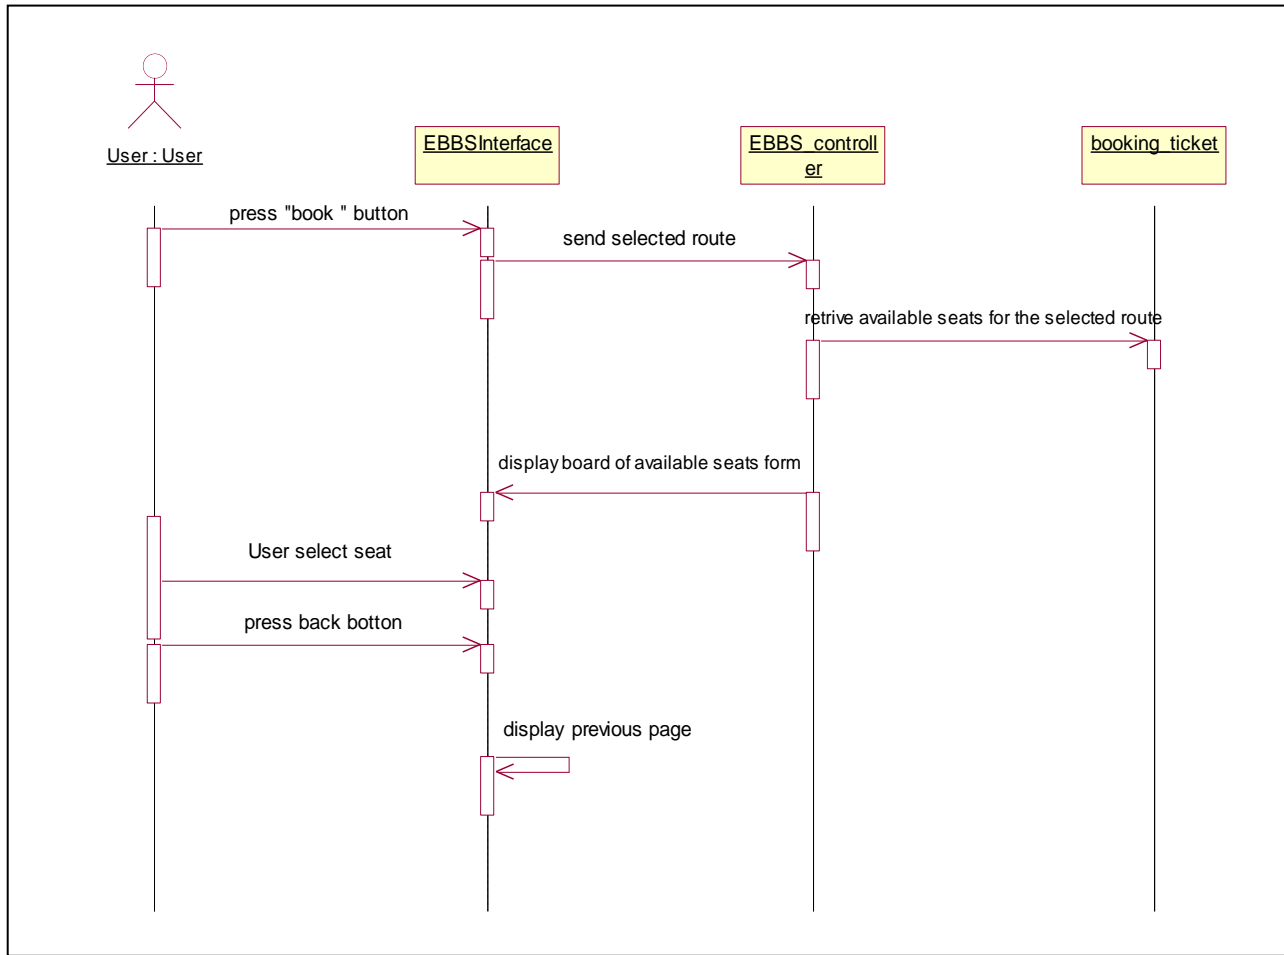 User : User
EBBSInterface
EBBS_controll
er
booking_ticket
press "book " button
send selected route
retrive available seats for the selected route
display board of available seats form
User select seat
press back botton
display previous page